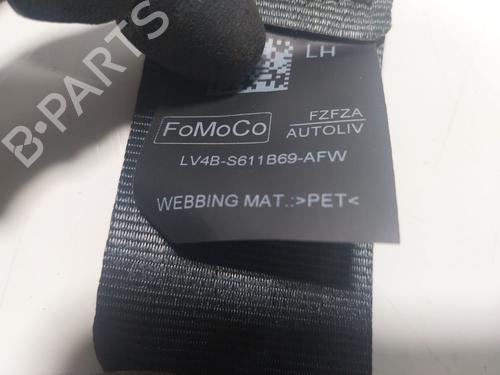 LH
FoMoCo
FZFZA
AUTOLIV
LV4B-S611B69-AFW
WEBBING MAT.:>PET<
B-PARTS